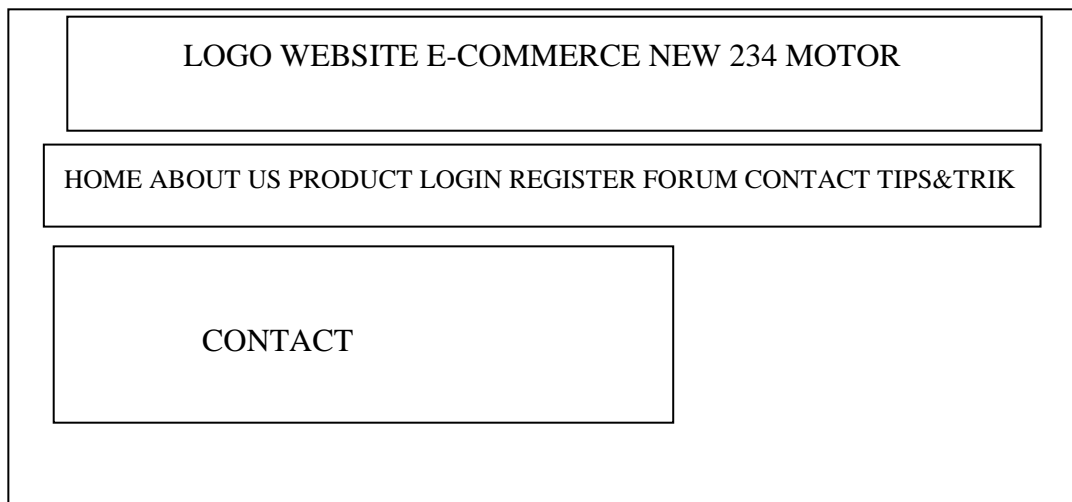 LOGO WEBSITE E-COMMERCE NEW 234 MOTOR
HOME ABOUT US PRODUCT LOGIN REGISTER FORUM CONTACT TIPS&TRIK
CONTACT